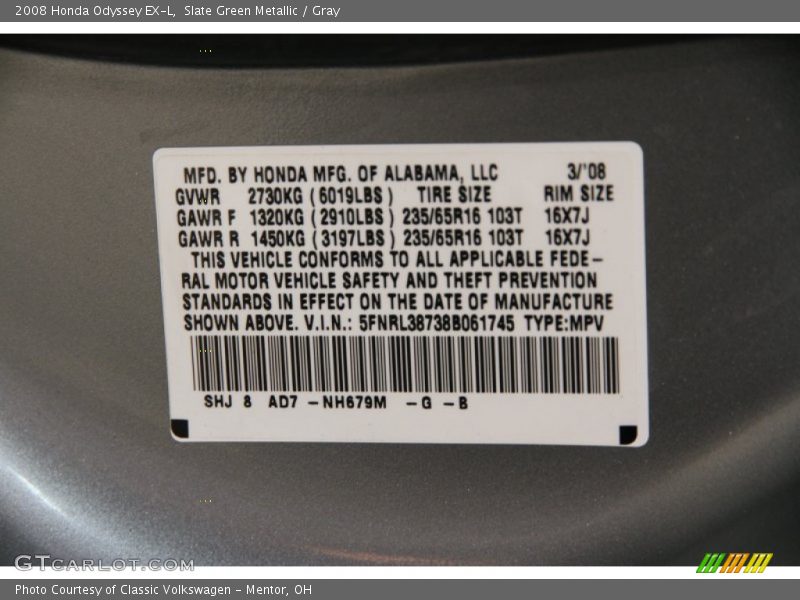 2008 Honda Odyssey EX-L, Slate Green Metallic / Gray
MFD. BY HONDA MFG. OF ALABAMA, LLC 3/'08
GVWR 2730KG ( 6019LBS ) TIRE SIZE RIM SIZE
GAWR F 1320KG ( 2910LBS ) 235/65R16 103T 16X7J
GAWR R 1450KG ( 3197LBS ) 235/65R16 103T 16X7J
THIS VEHICLE CONFORMS TO ALL APPLICABLE FEDE-
RAL MOTOR VEHICLE SAFETY AND THEFT PREVENTION
STANDARDS IN EFFECT ON THE DATE OF MANUFACTURE
SHOWN ABOVE. V.I.N.: 5FNRL38738B061745 TYPE:MPV
SHJ 8 AD7 -NH679M -G -B
GTcarlot.com
Photo Courtesy of Classic Volkswagen - Mentor, OH